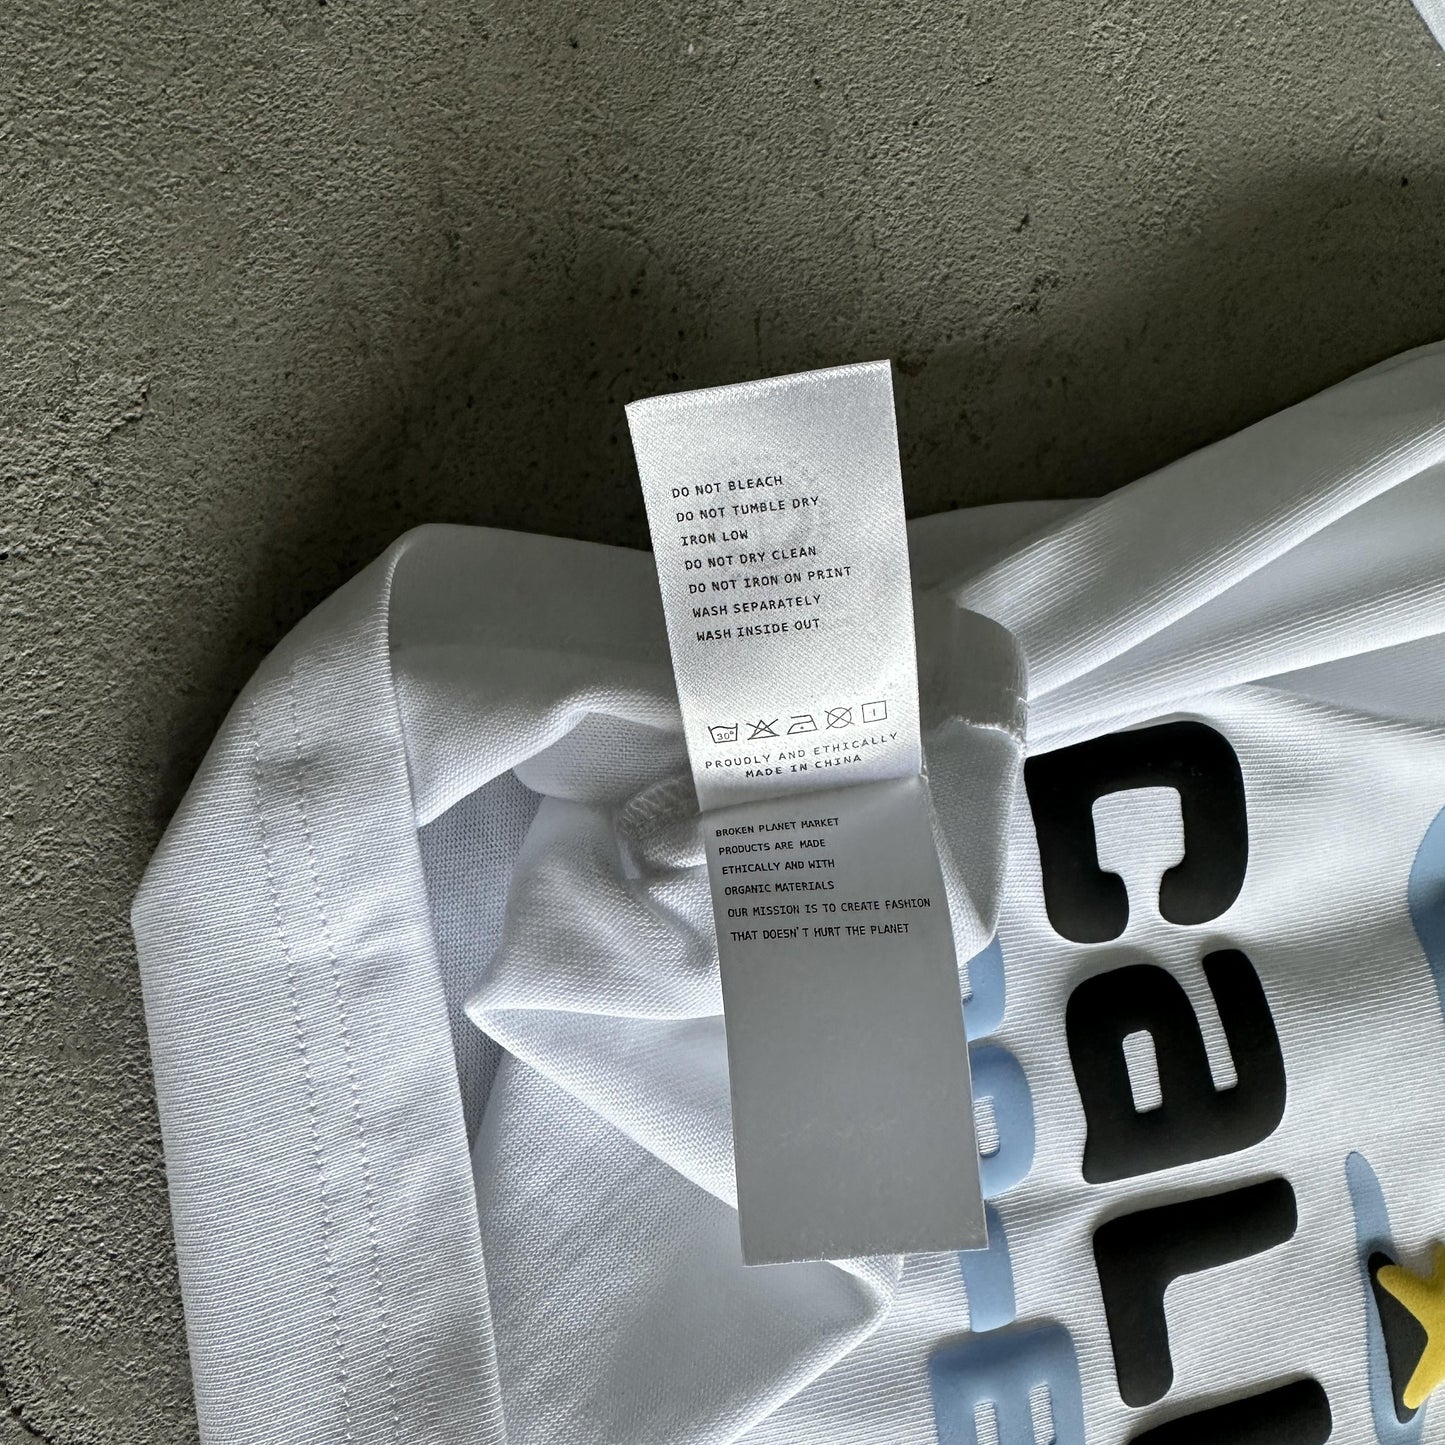 DO NOT BLEACH
DO NOT TUMBLE DRY
IRON LOW
DO NOT DRY CLEAN
DO NOT IRON ON PRINT
WASH SEPARATELY
WASH INSIDE OUT
30°
PROUDLY AND ETHICALLY
MADE IN CHINA
BROKEN PLANET MARKET
PRODUCTS ARE MADE
ETHICALLY AND WITH
ORGANIC MATERIALS
OUR MISSION IS TO CREATE FASHION
THAT DOESN'T HURT THE PLANET